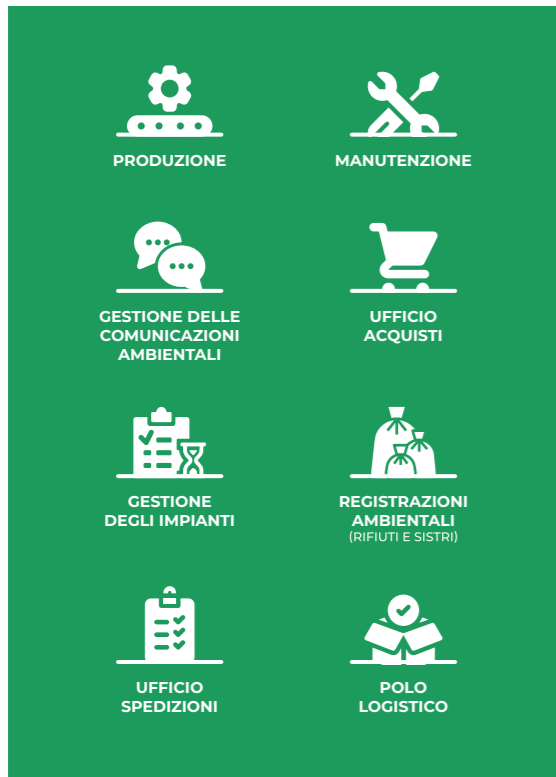 PRODUZIONE
MANUTENZIONE
GESTIONE DELLE
COMUNICAZIONI
AMBIENTALI
UFFICIO
ACQUISTI
GESTIONE
DEGLI IMPIANTI
REGISTRAZIONI
AMBIENTALI
(RIFIUTI E SISTRI)
UFFICIO
SPEDIZIONI
POLO
LOGISTICO